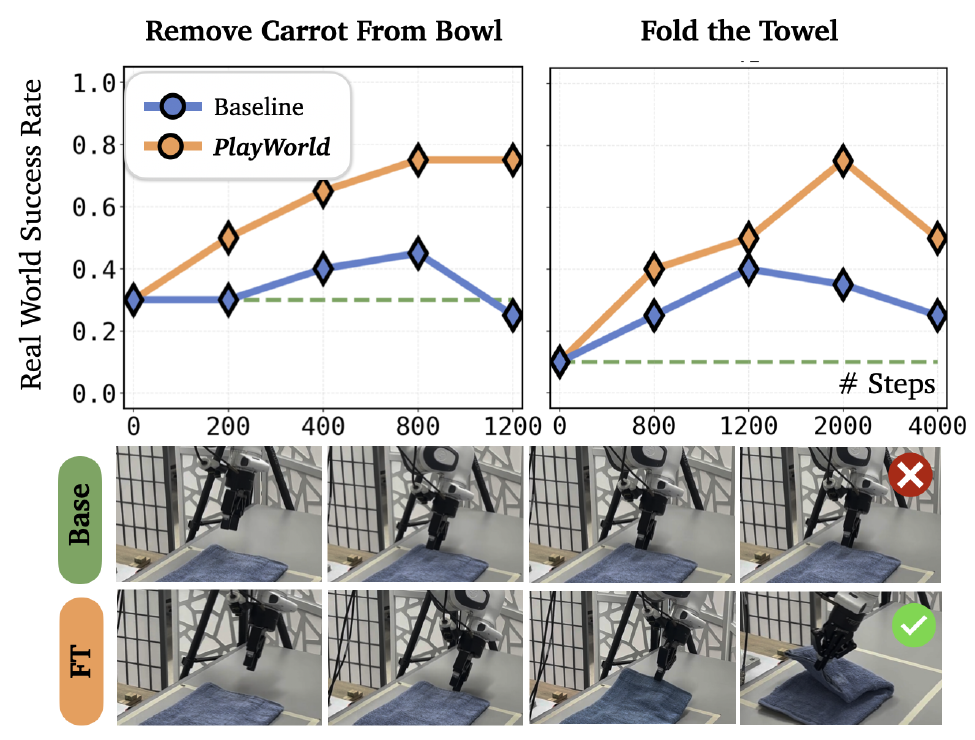 Remove Carrot From Bowl
Fold the Towel
Real World Success Rate
1.0
0.8
0.6
0.4
0.2
0.0
Baseline
PlayWorld
# Steps
0 200 400 800 1200
0 800 1200 2000 4000
Base
FT